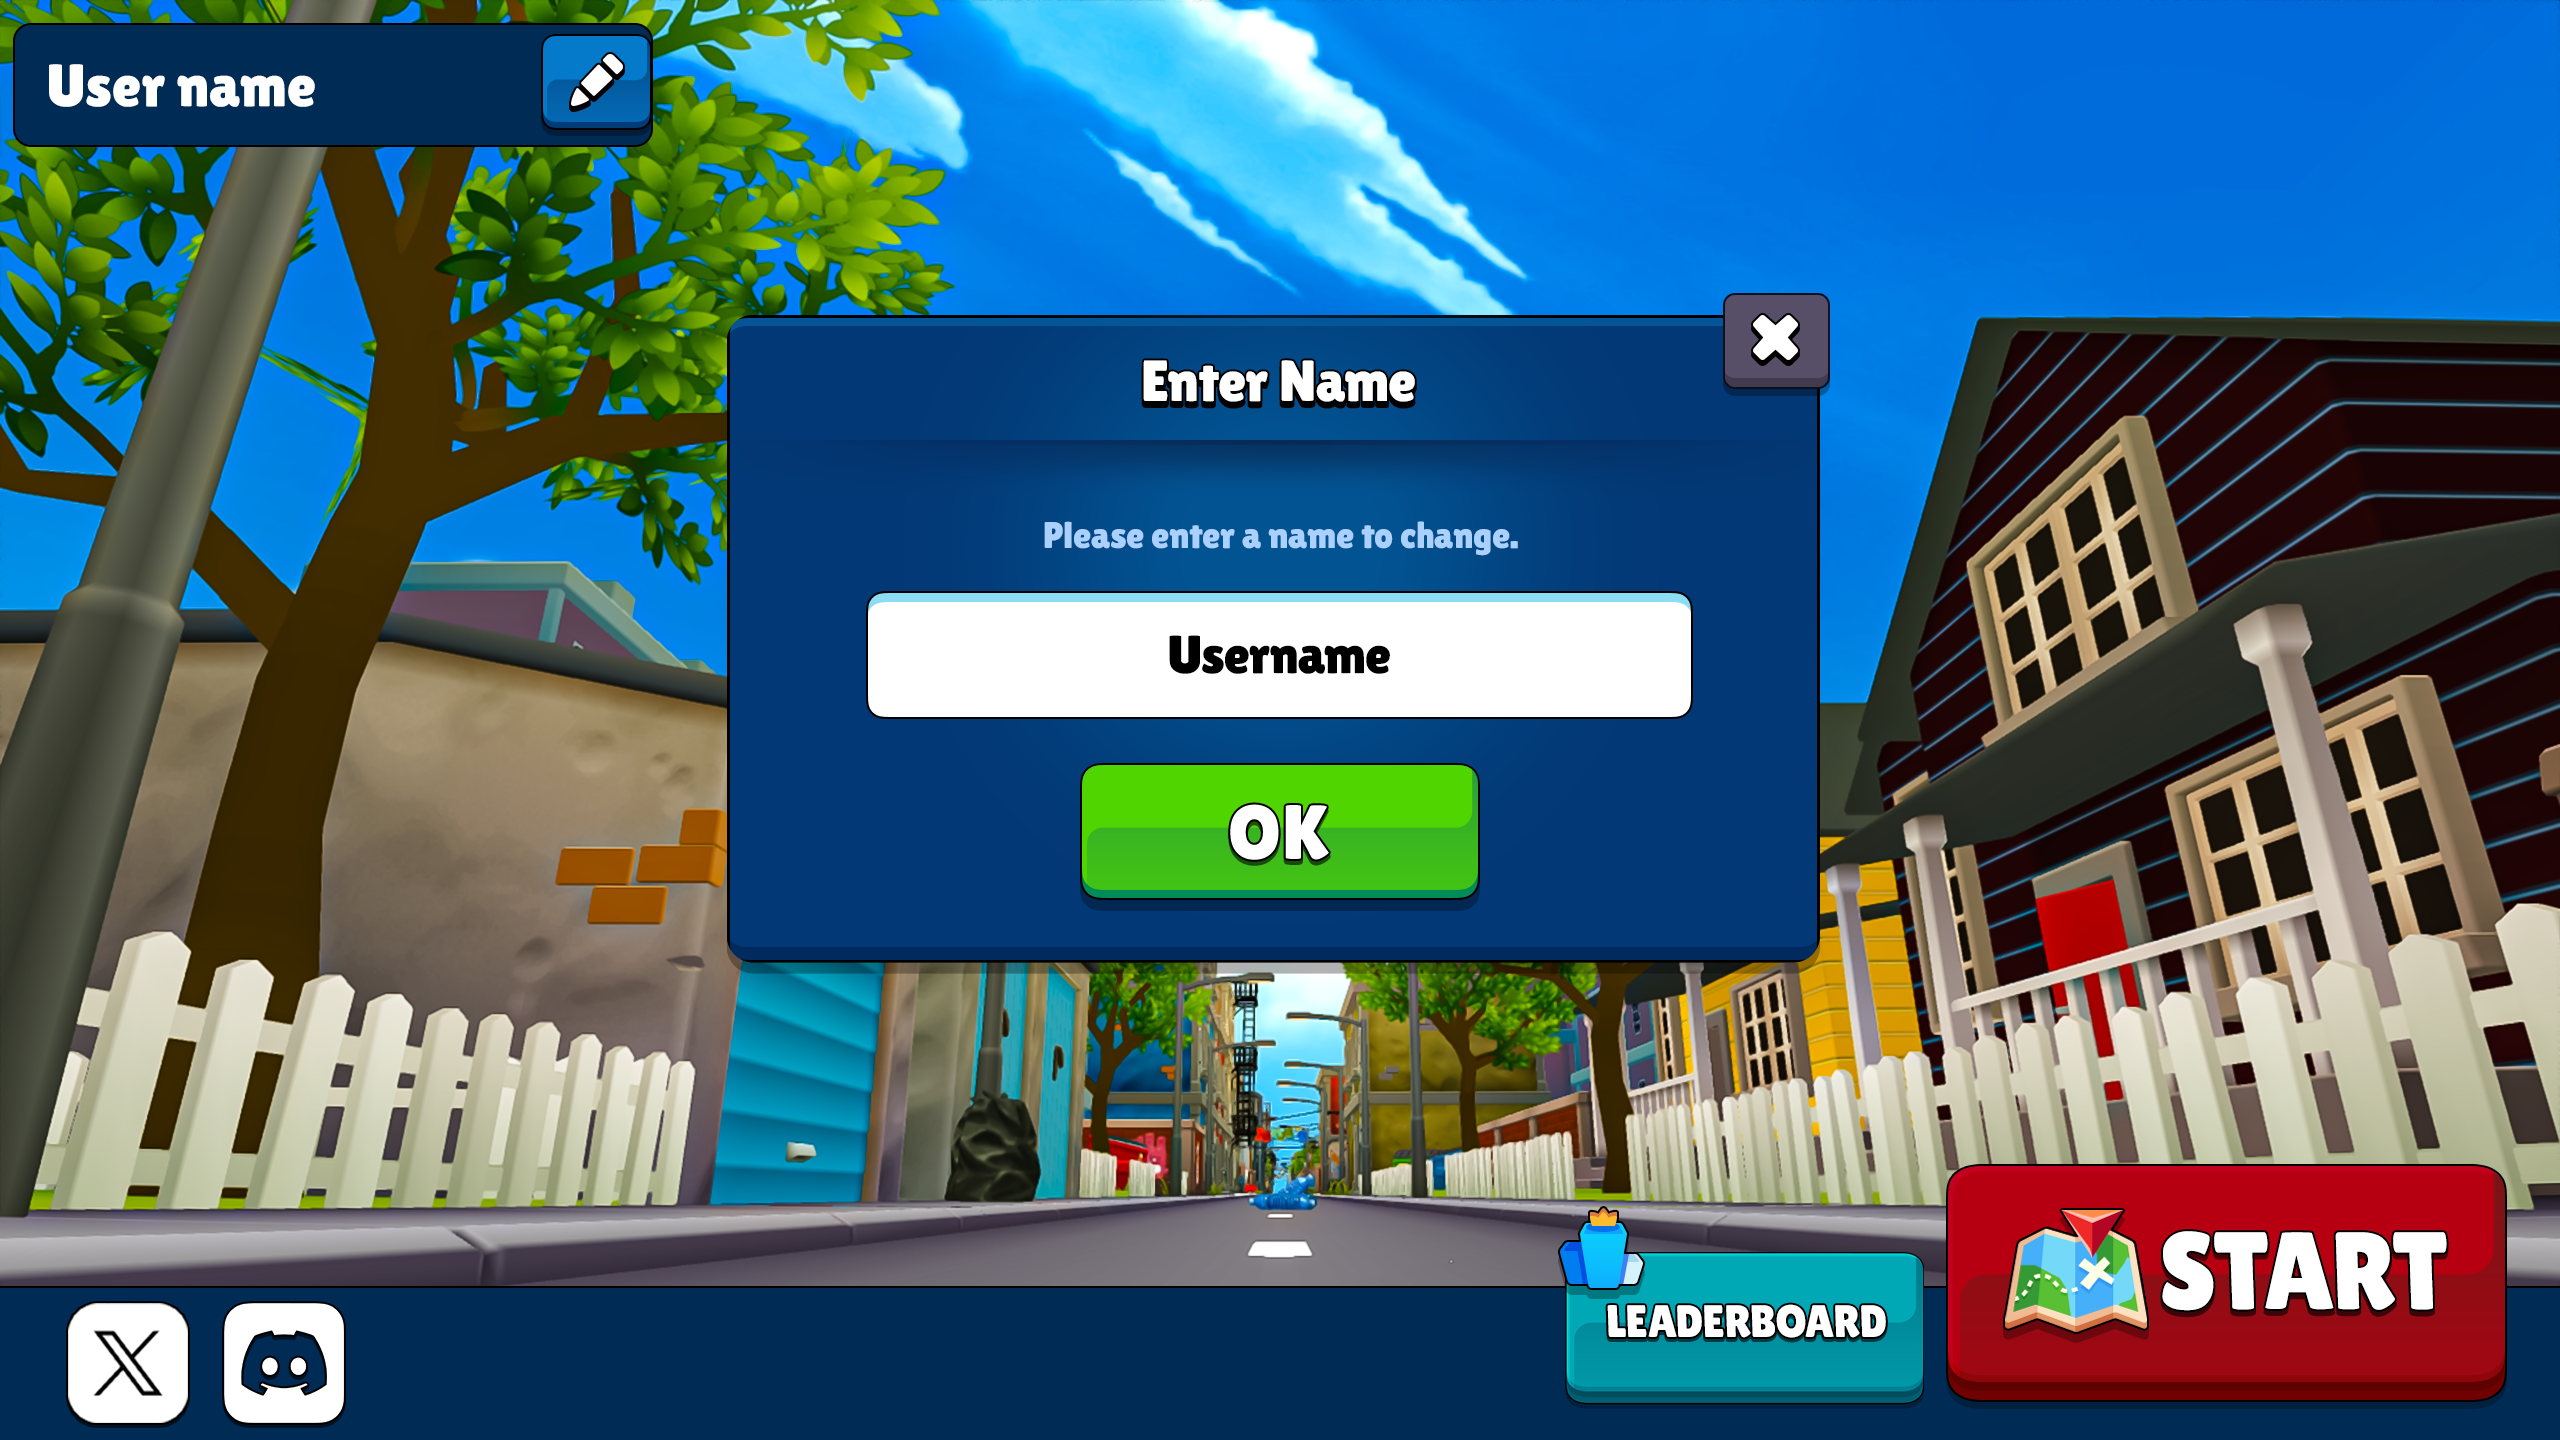 User name
Enter Name
Please enter a name to change.
Username
OK
LEADERBOARD
START